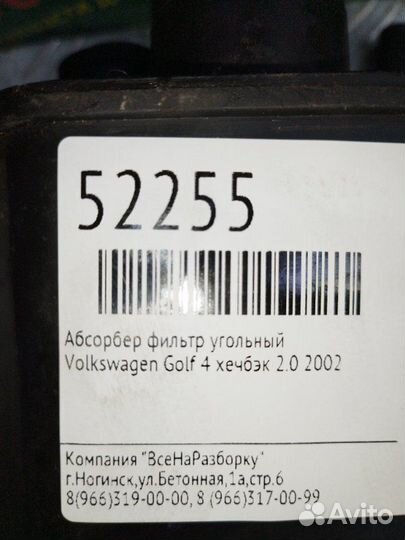 52255
Абсорбер фильтр угольный
Volkswagen Golf 4 хечбэк 2.0 2002
Компания "ВсеНаРазборку"
г.Ногинск,ул.Бетонная,1а,стр.6
8(966)319-00-00, 8 (966)317-00-99
Avito